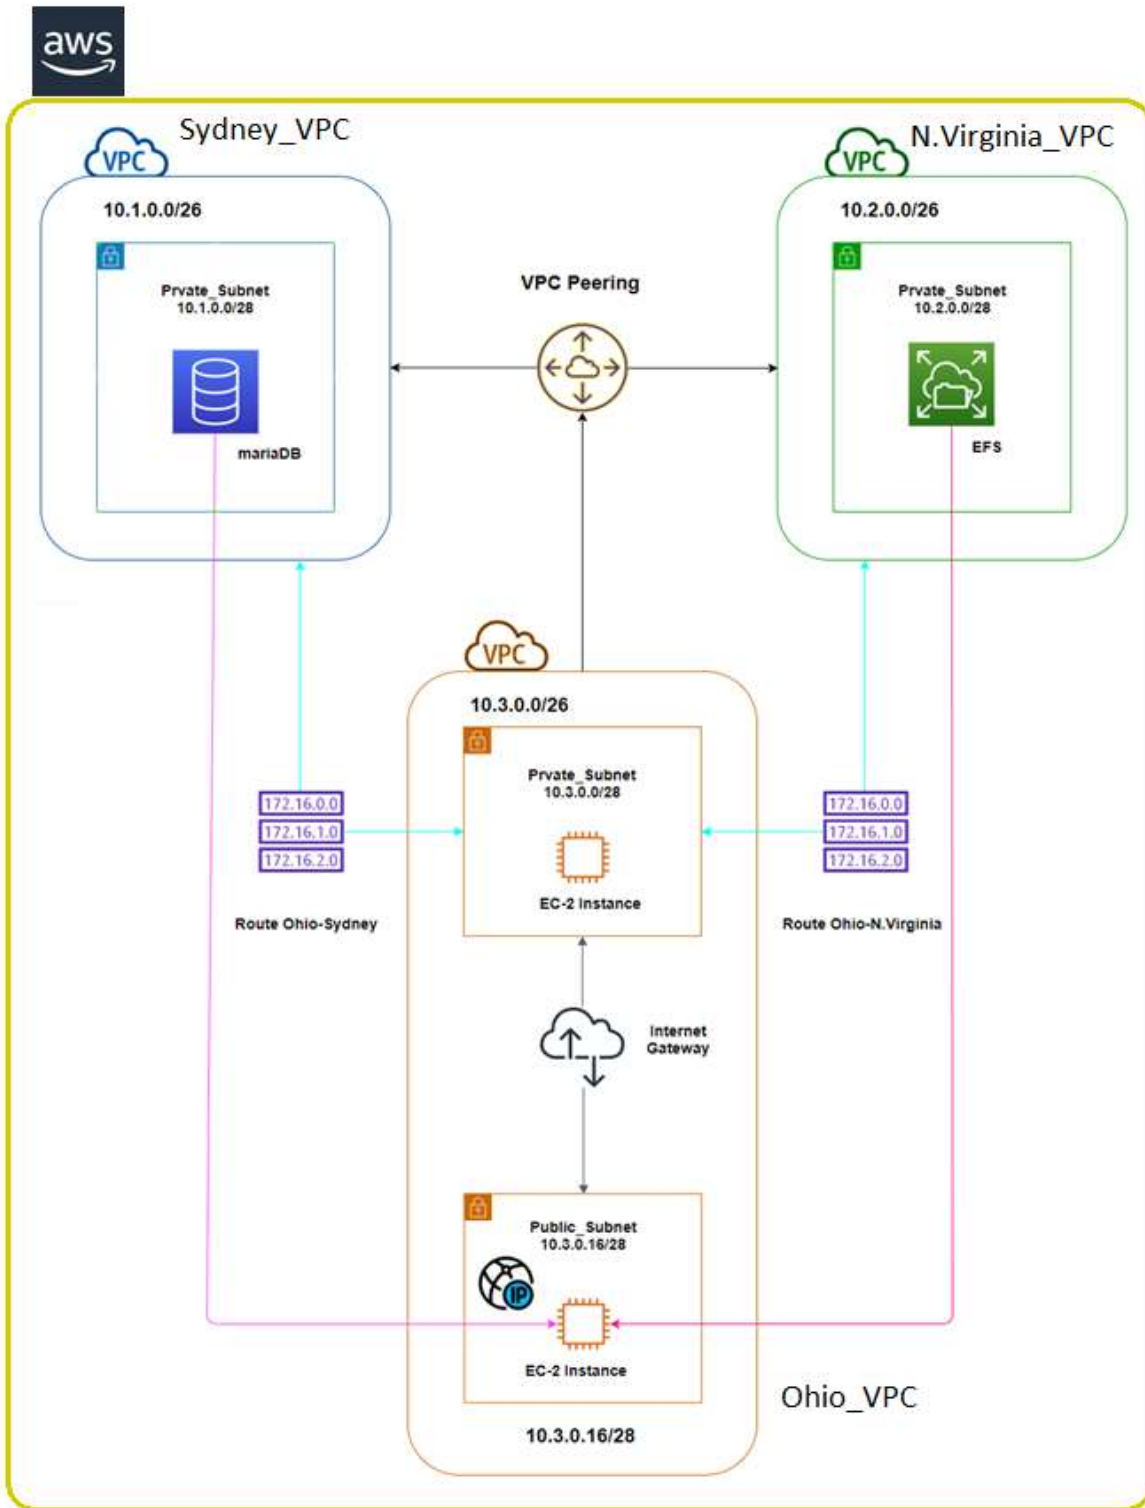 aws
Sydney_VPC
N.Virginia_VPC
VPC
VPC
10.1.0.0/26
10.2.0.0/26
Prvate_Subnet
10.1.0.0/28
VPC Peering
Private_Subnet
10.2.0.0/28
mariaDB
EFS
VPC
10.3.0.0/26
Prvate_Subnet
10.3.0.0/28
172.16.0.0
172.16.1.0
172.16.2.0
172.16.0.0
172.16.1.0
172.16.2.0
EC-2 Instance
Route Ohio-Sydney
Route Ohio-N.Virginia
Internet
Gateway
Public_Subnet
10.3.0.16/28
IP
EC-2 Instance
Ohio_VPC
10.3.0.16/28